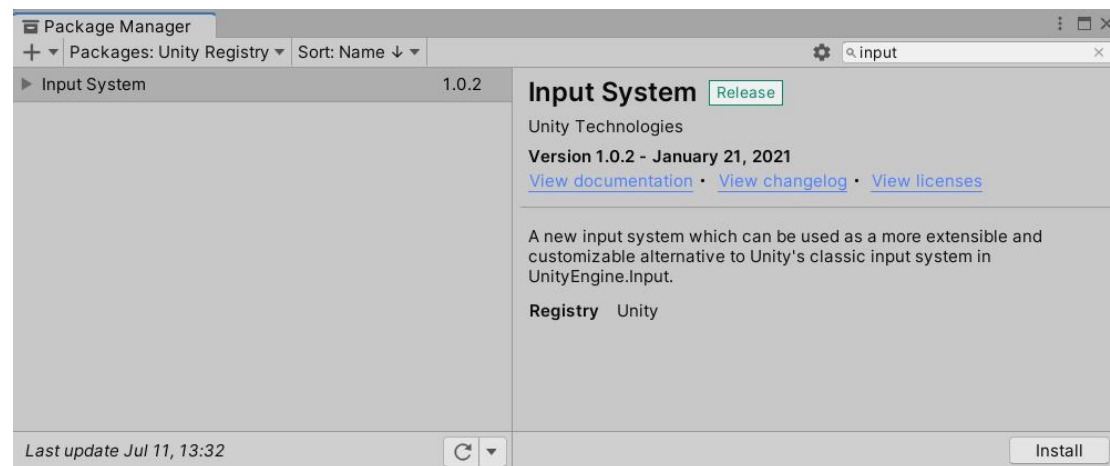 Package Manager
+ Packages: Unity Registry Sort: Name ↓ input
Input System 1.0.2
Input System Release
Unity Technologies
Version 1.0.2 - January 21, 2021
View documentation • View changelog • View licenses
A new input system which can be used as a more extensible and
customizable alternative to Unity's classic input system in
UnityEngine.Input.
Registry Unity
Last update Jul 11, 13:32
Install